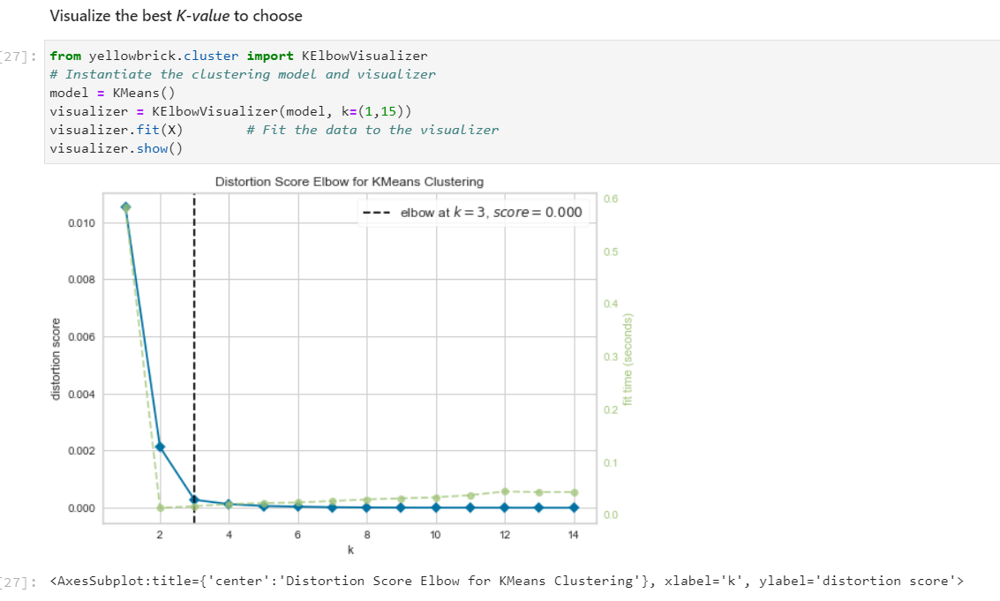 Visualize the best K-value to choose
[27]:
from yellowbrick.cluster import KElbowVisualizer
# Instantiate the clustering model and visualizer
model = KMeans()
visualizer = KElbowVisualizer(model, k=(1,15))
visualizer.fit(X)        # Fit the data to the visualizer
visualizer.show()
Distortion Score Elbow for KMeans Clustering
elbow at k = 3, score = 0.000
0.010
0.008
0.006
0.004
0.002
0.000
distortion score
0.6
0.5
0.4
0.3
0.2
0.1
0.0
fit time (seconds)
2 4 6 8 10 12 14
k
[27]: <AxesSubplot:title={'center':'Distortion Score Elbow for KMeans Clustering'}, xlabel='k', ylabel='distortion score'>